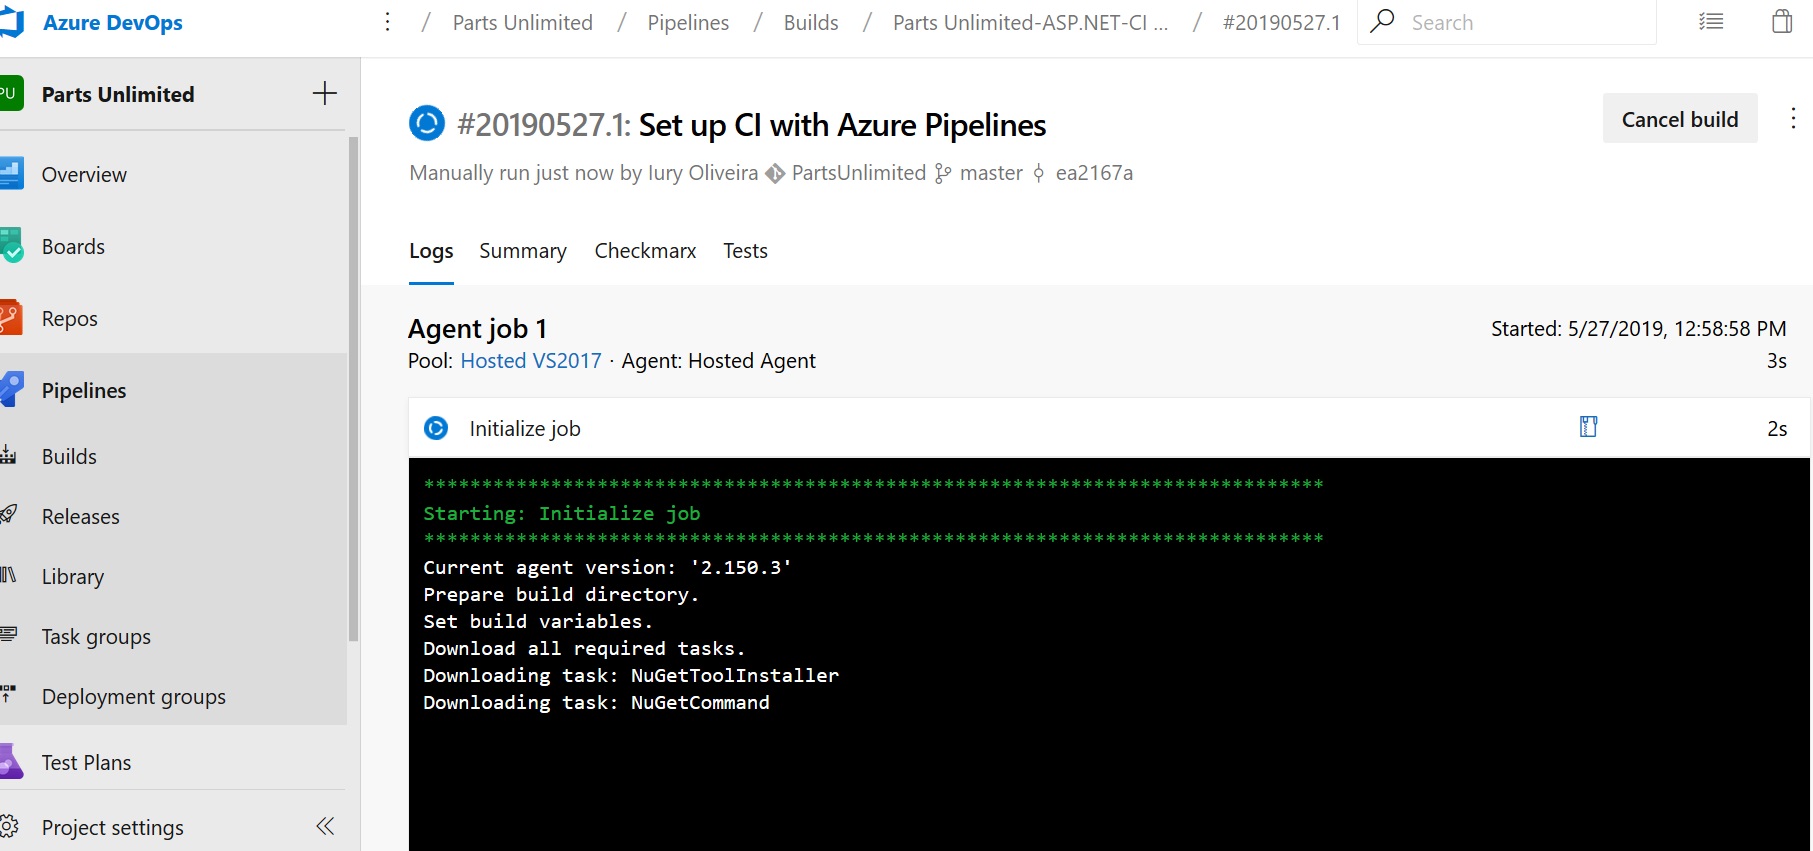 Azure DevOps
⋮ / Parts Unlimited / Pipelines / Builds / Parts Unlimited-ASP.NET-CI ... / #20190527.1
Search
PU Parts Unlimited +
Overview
Boards
Repos
Pipelines
Builds
Releases
Library
Task groups
Deployment groups
Test Plans
Project settings
#20190527.1: Set up CI with Azure Pipelines
Cancel build
Manually run just now by Iury Oliveira PartsUnlimited master ea2167a
Logs Summary Checkmarx Tests
Agent job 1
Started: 5/27/2019, 12:58:58 PM
Pool: Hosted VS2017 · Agent: Hosted Agent
3s
Initialize job
2s
******************************************************************************
Starting: Initialize job
******************************************************************************
Current agent version: '2.150.3'
Prepare build directory.
Set build variables.
Download all required tasks.
Downloading task: NuGetToolInstaller
Downloading task: NuGetCommand